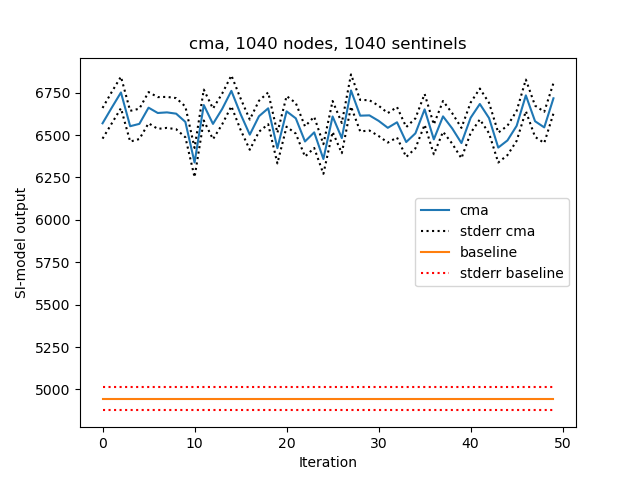 cma, 1040 nodes, 1040 sentinels
SI-model output
6750
6500
6250
6000
5750
5500
5250
5000
cma
stderr cma
baseline
stderr baseline
0 10 20 30 40 50
Iteration